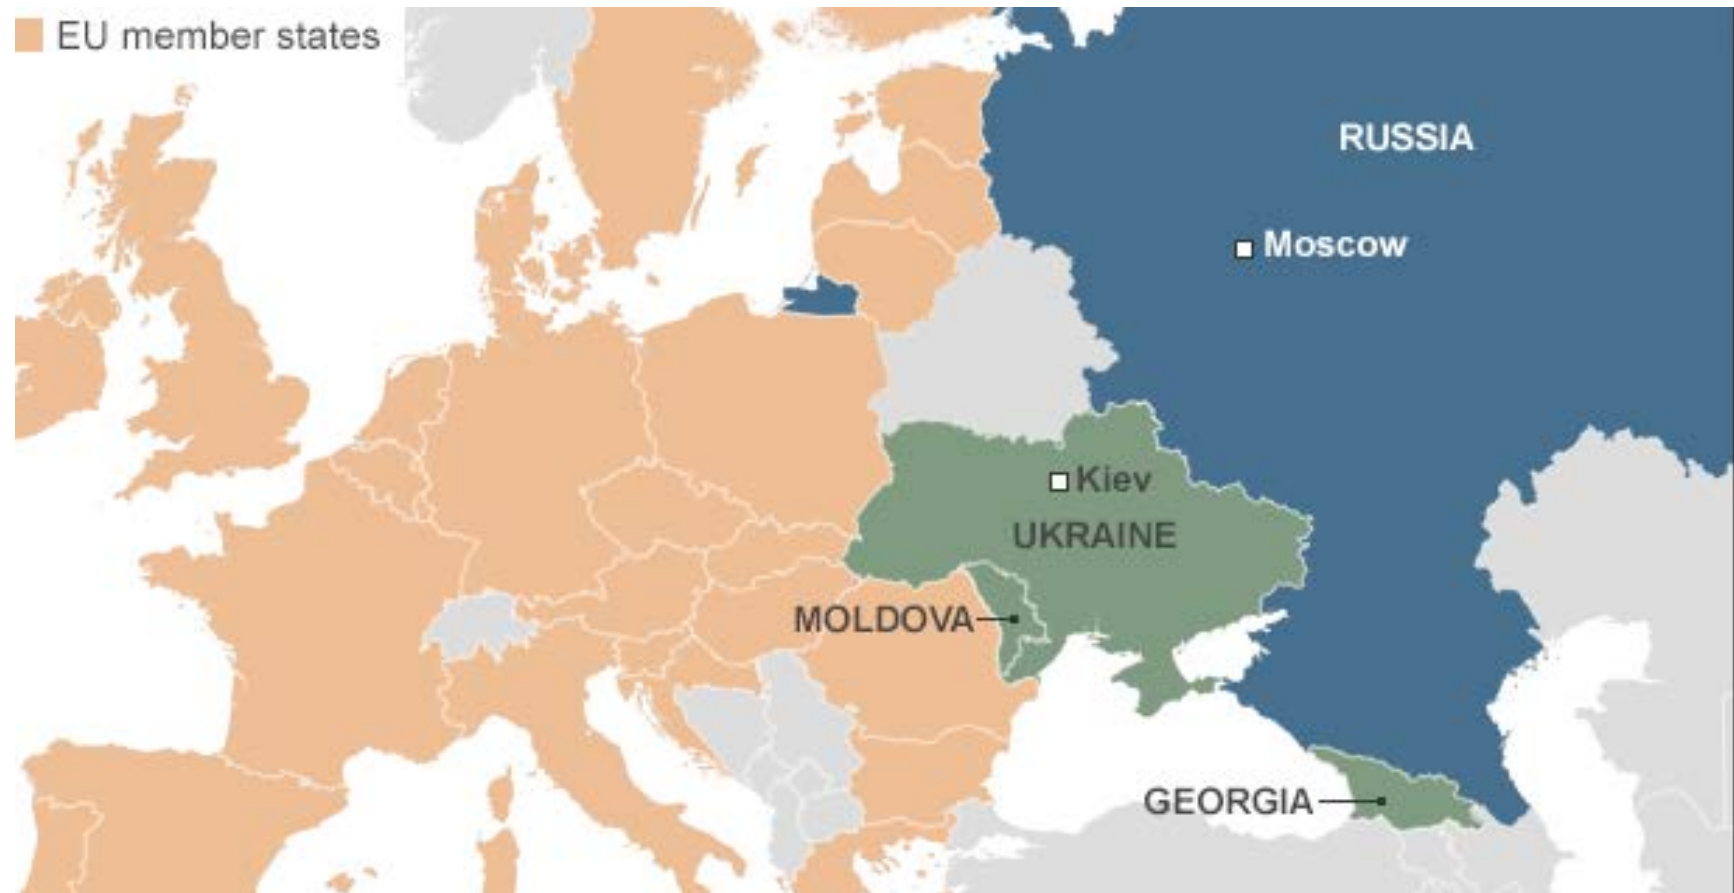 EU member states
RUSSIA
Moscow
Kiev
UKRAINE
MOLDOVA
GEORGIA